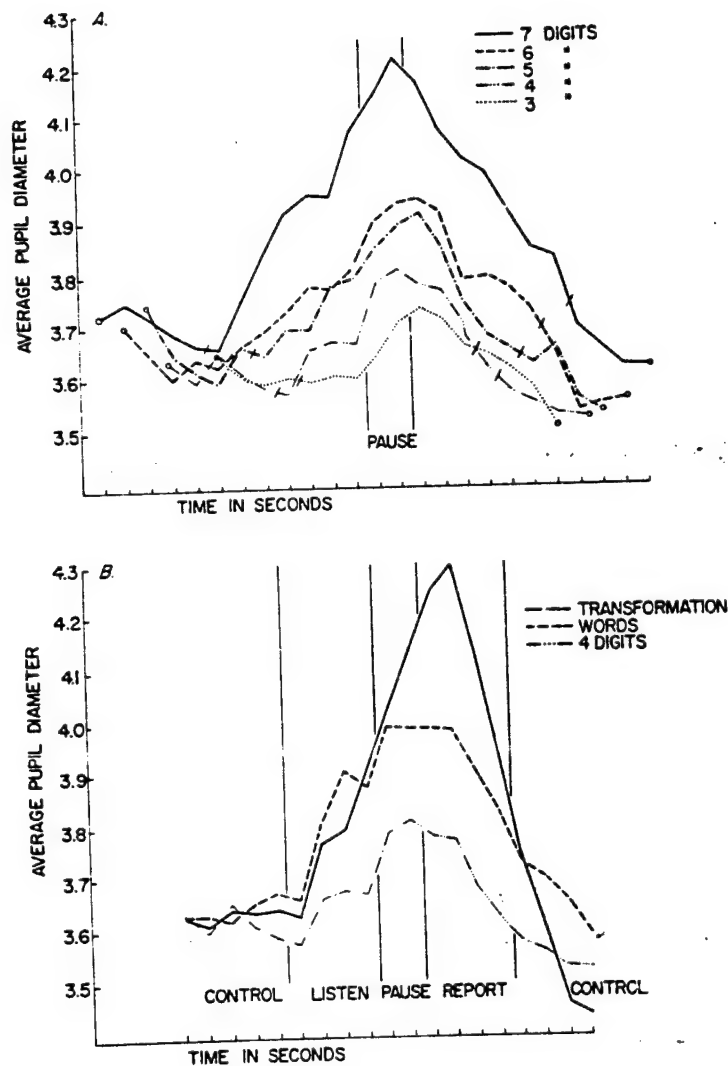 4.3 A.
7 DIGITS
6 "
5 "
4 "
3 "
4.2
4.1
4.0
3.9
3.8
3.7
3.6
3.5
AVERAGE PUPIL DIAMETER
PAUSE
TIME IN SECONDS
4.3 B.
TRANSFORMATION
WORDS
4 DIGITS
4.2
4.1
4.0
3.9
3.8
3.7
3.6
3.5
AVERAGE PUPIL DIAMETER
CONTROL LISTEN PAUSE REPORT CONTRCL
TIME IN SECONDS